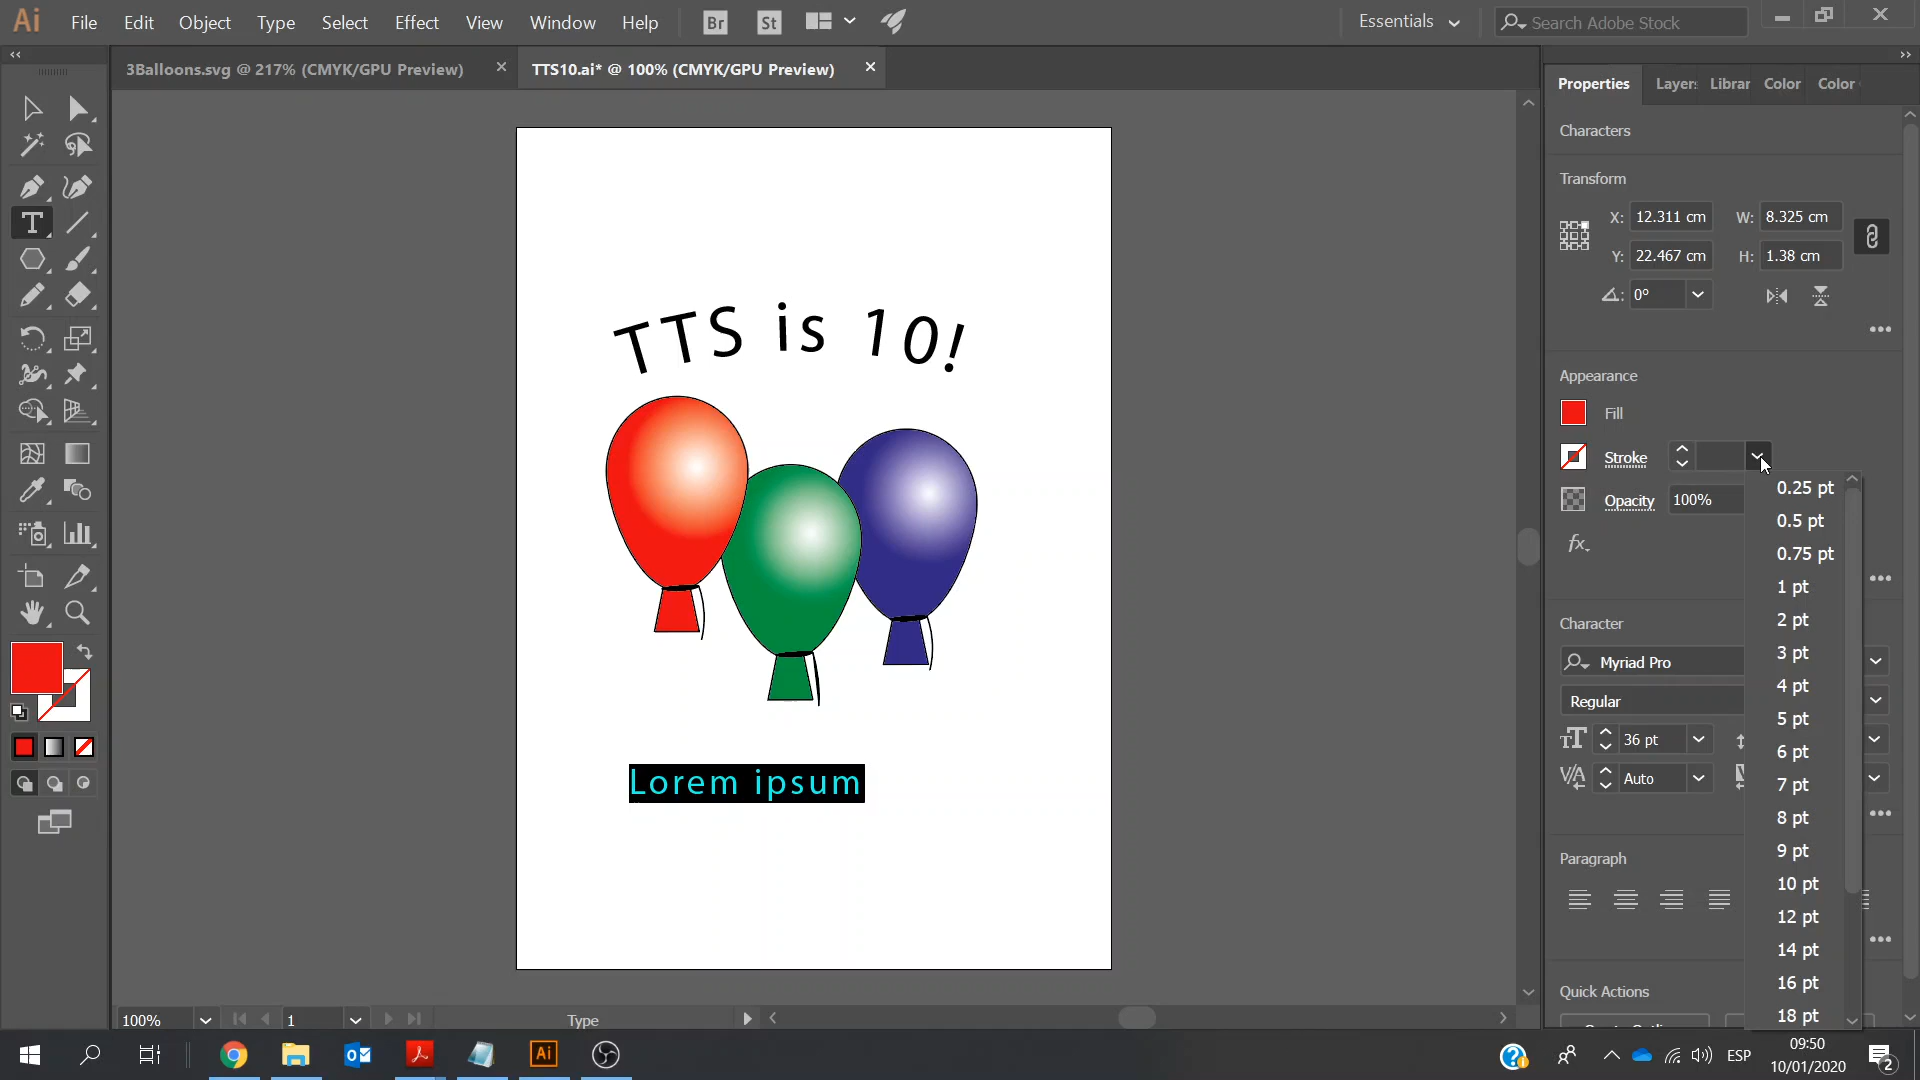 Ai File Edit Object Type Select Effect View Window Help Br St Essentials Search Adobe Stock
3Balloons.svg @ 217% (CMYK/GPU Preview) TTS10.ai* @ 100% (CMYK/GPU Preview)
Properties Layers Librar Color Color
Characters
Transform
X: 12.311 cm W: 8.325 cm
Y: 22.467 cm H: 1.38 cm
0°
Appearance
Fill
Stroke
Opacity 100%
fx.
0.25 pt
0.5 pt
0.75 pt
1 pt
2 pt
3 pt
4 pt
5 pt
6 pt
7 pt
8 pt
9 pt
10 pt
12 pt
14 pt
16 pt
18 pt
Character
Myriad Pro
Regular
36 pt
Auto
Paragraph
Quick Actions
TTS is 10!
Lorem ipsum
100% 1 Type
ESP
09:50
10/01/2020
2